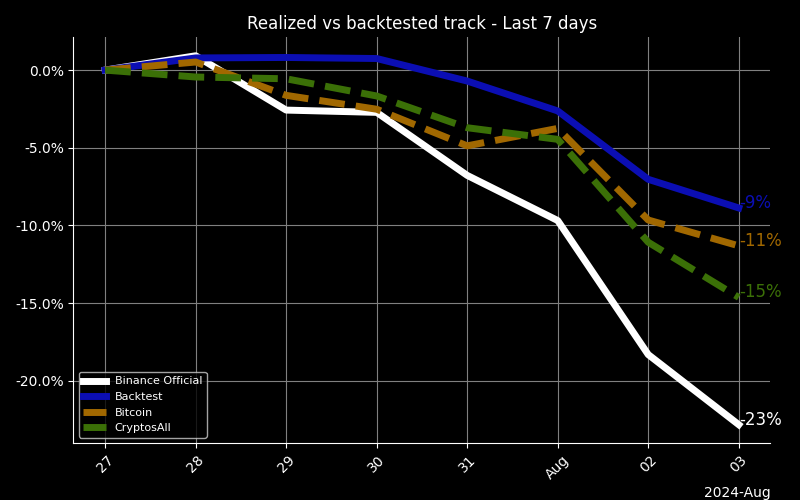 Realized vs backtested track - Last 7 days
0.0%
-5.0%
-10.0%
-15.0%
-20.0%
-9%
-11%
-15%
-23%
Binance Official
Backtest
Bitcoin
CryptosAll
27 28 29 30 31 Aug 02 03
2024-Aug